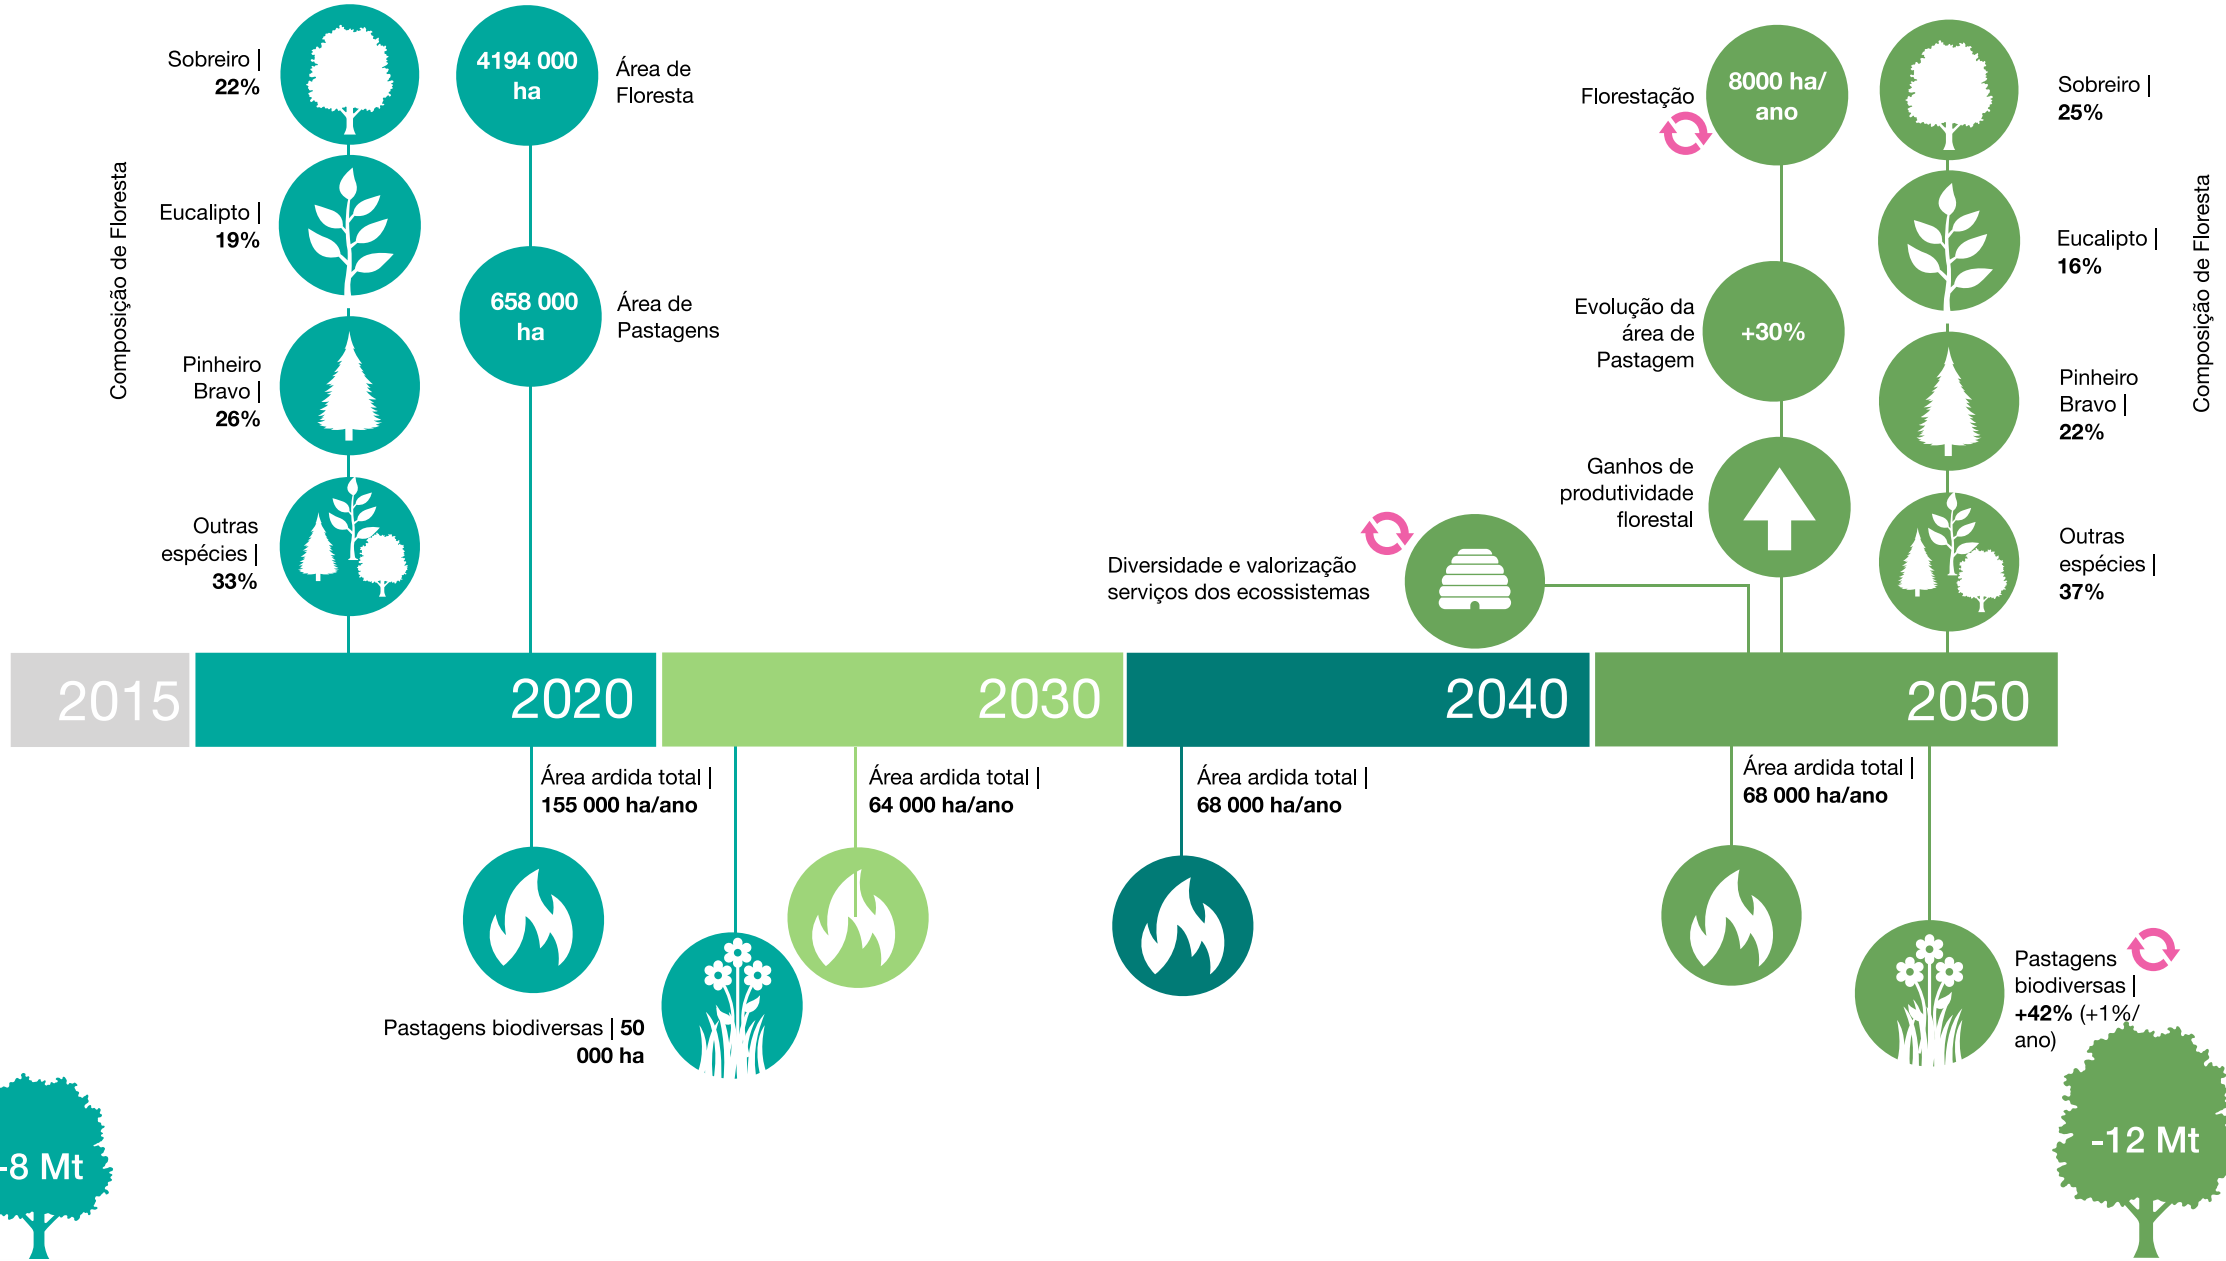 Composição de Floresta
Sobreiro |
22%
Eucalipto |
19%
Pinheiro
Bravo |
26%
Outras
espécies |
33%
4194 000
ha
Área de
Floresta
658 000
ha
Área de
Pastagens
Diversidade e valorização
serviços dos ecossistemas
Florestação
8000 ha/
ano
Evolução da
área de
Pastagem
+30%
Ganhos de
produtividade
florestal
Sobreiro |
25%
Eucalipto |
16%
Pinheiro
Bravo |
22%
Outras
espécies |
37%
Composição de Floresta
2015
2020
2030
2040
2050
Área ardida total |
155 000 ha/ano
Pastagens biodiversas | 50
000 ha
Área ardida total |
64 000 ha/ano
Área ardida total |
68 000 ha/ano
Área ardida total |
68 000 ha/ano
Pastagens
biodiversas |
+42% (+1%/
ano)
-8 Mt
-12 Mt